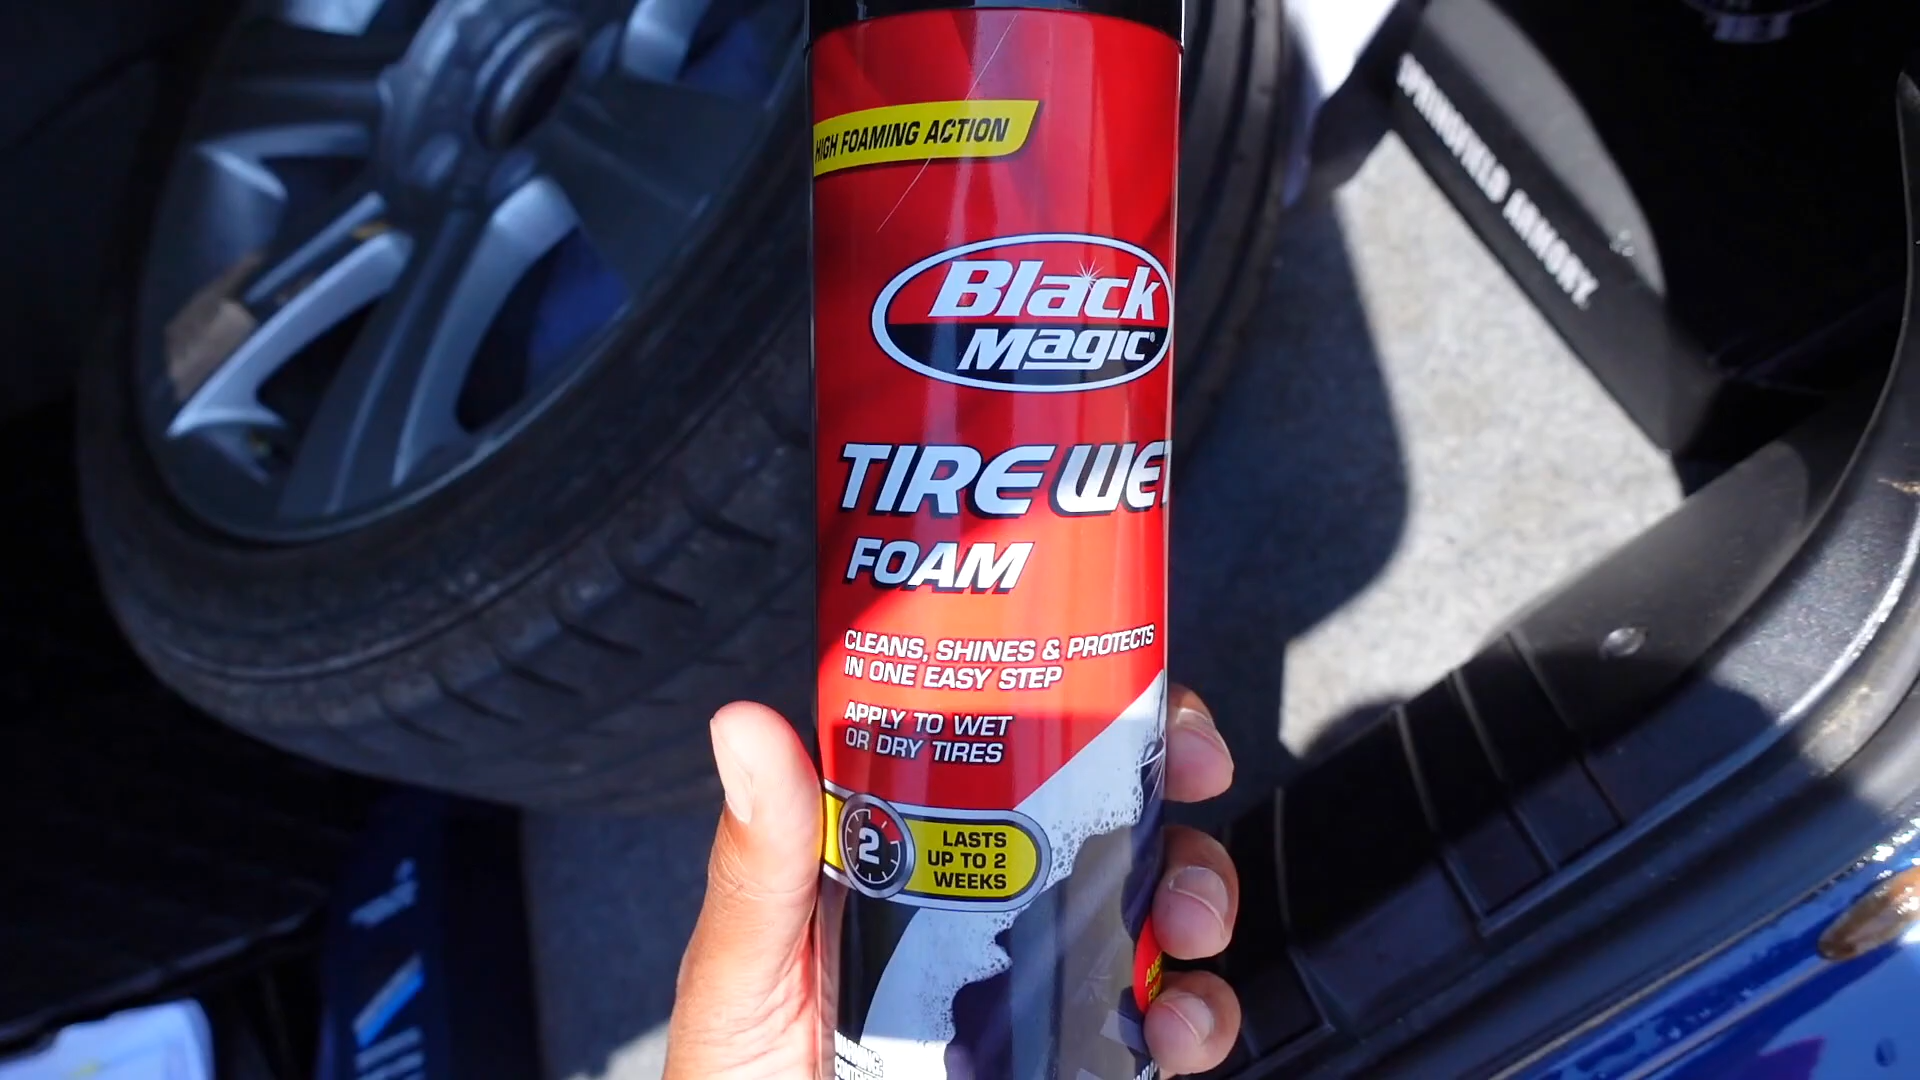 HIGH FOAMING ACTION
Black
Magic®
TIRE WET
FOAM
CLEANS, SHINES & PROTECTS
IN ONE EASY STEP
APPLY TO WET
OR DRY TIRES
2
LASTS
UP TO 2
WEEKS
WARNING:
SPRINGFIELD ARMORY